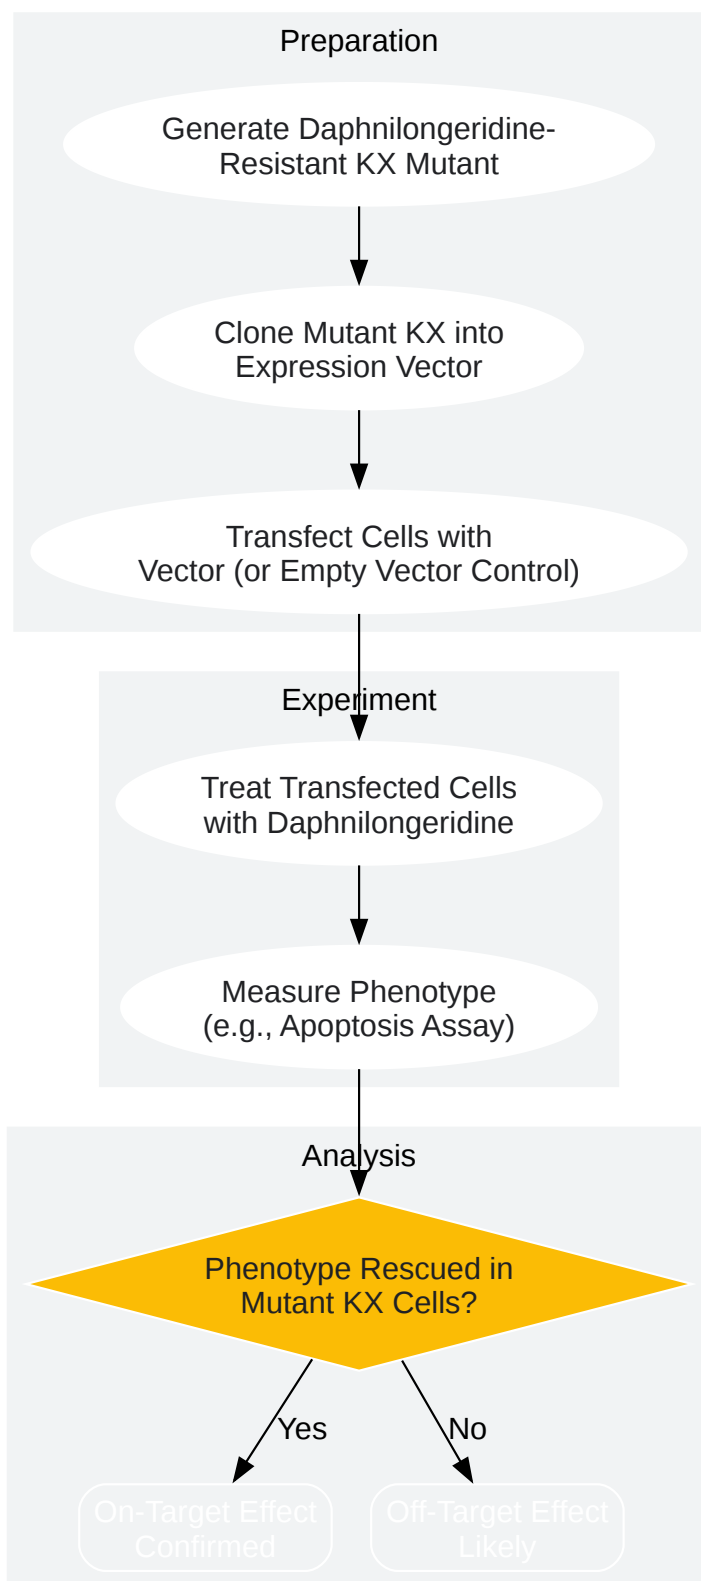 Preparation
Generate Daphnilongeridine-
Resistant KX Mutant
Clone Mutant KX into
Expression Vector
Transfect Cells with
Vector (or Empty Vector Control)
Experiment
Treat Transfected Cells
with Daphnilongeridine
Measure Phenotype
(e.g., Apoptosis Assay)
Analysis
Phenotype Rescued in
Mutant KX Cells?
Yes
No
On-Target Effect
Confirmed
Off-Target Effect
Likely